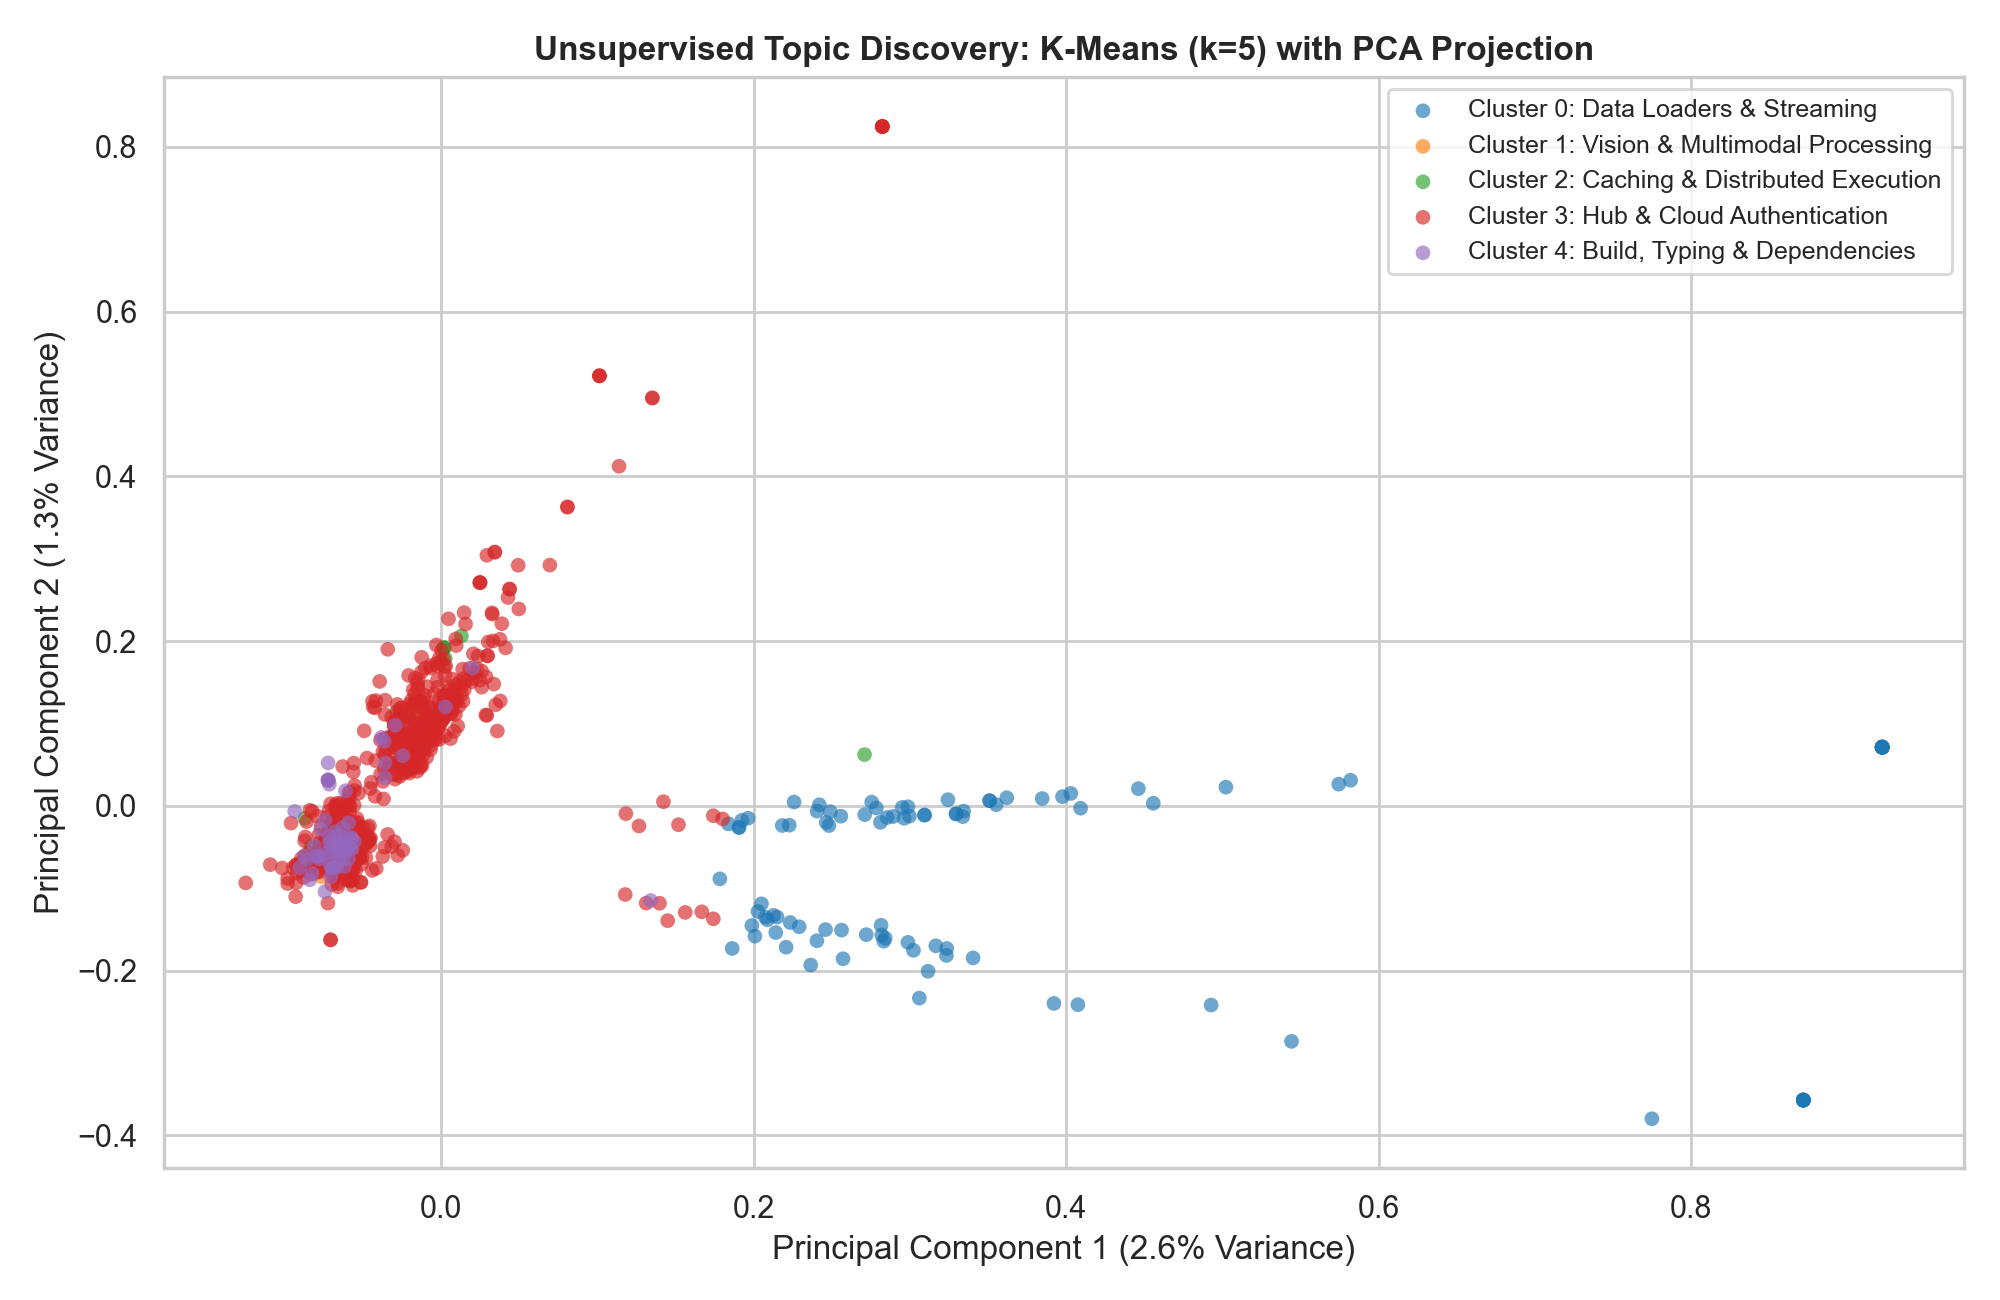 Unsupervised Topic Discovery: K-Means (k=5) with PCA Projection
Cluster 0: Data Loaders & Streaming
Cluster 1: Vision & Multimodal Processing
Cluster 2: Caching & Distributed Execution
Cluster 3: Hub & Cloud Authentication
Cluster 4: Build, Typing & Dependencies
Principal Component 2 (1.3% Variance)
0.8
0.6
0.4
0.2
0.0
−0.2
−0.4
0.0 0.2 0.4 0.6 0.8
Principal Component 1 (2.6% Variance)